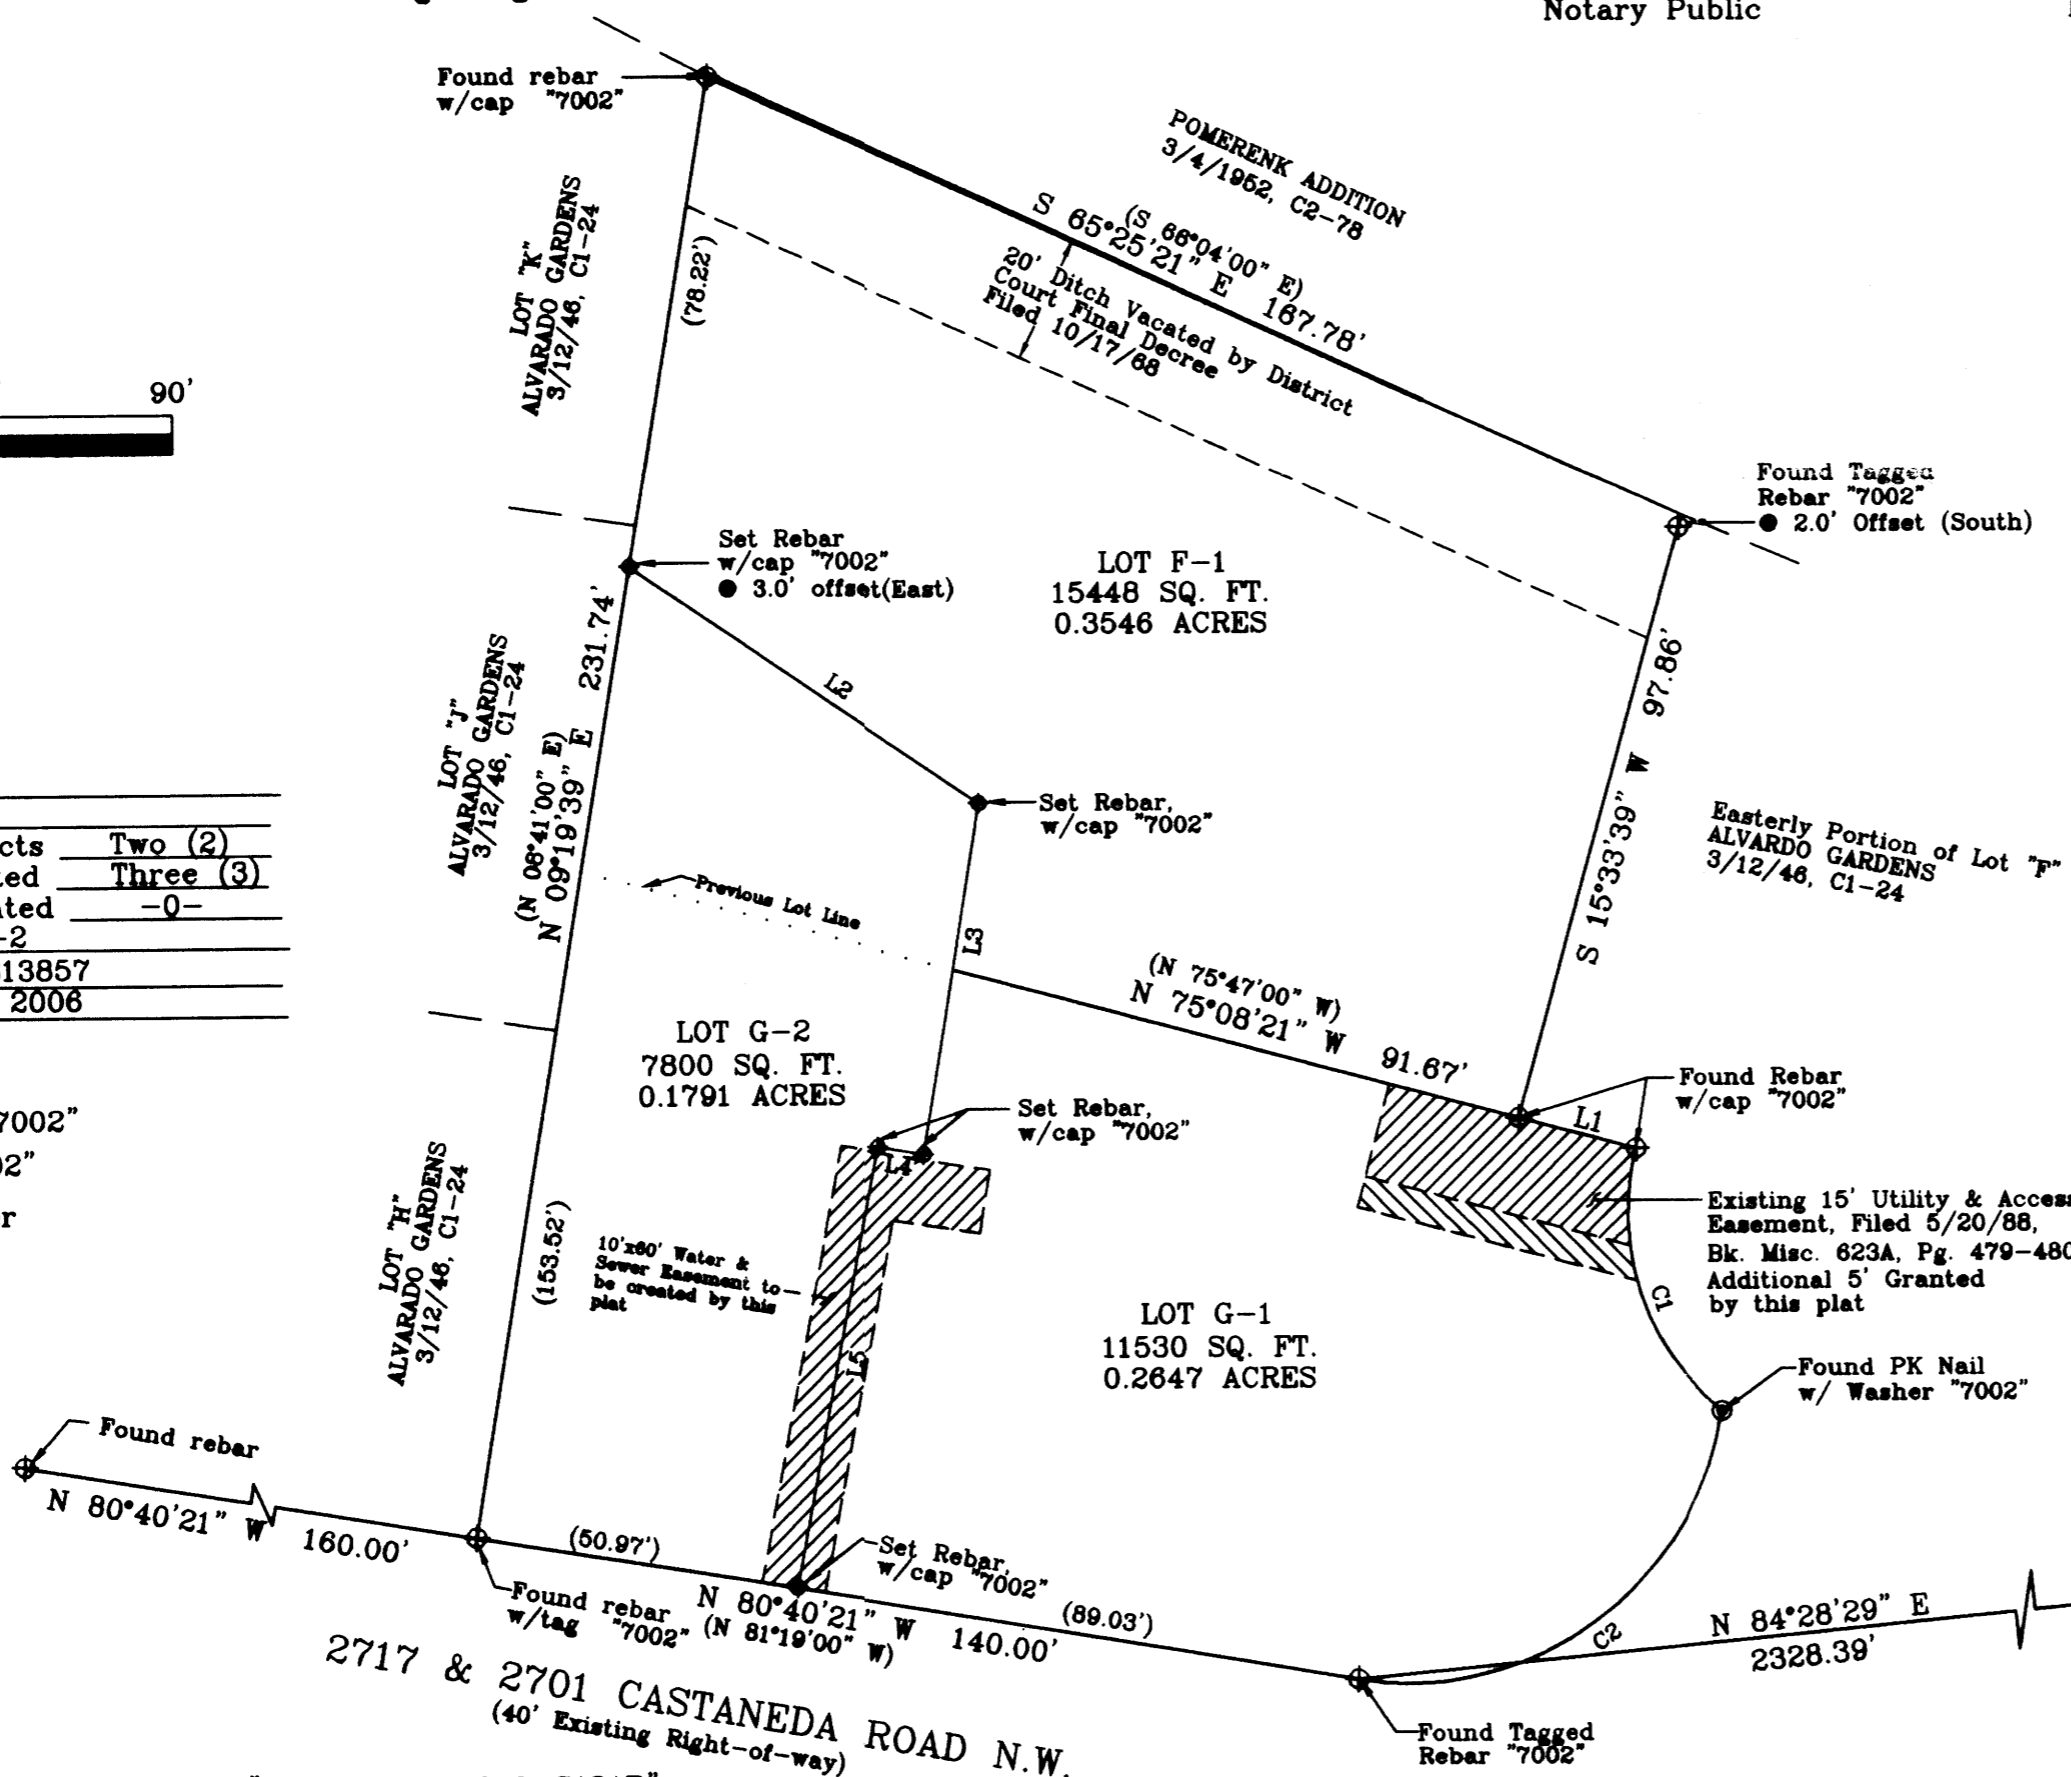 Notary Public
Found rebar
w/cap "7002"
POMERENK ADDITION
3/4/1952, C2-78
(S 66°04'00" E)
S 65°25'21" E 167.78'
20' Ditch Vacated by District
Court Final Decree
Filed 10/17/68
LOT "K"
ALVARADO GARDENS
3/12/46, C1-24
(78.22')
90'
Found Tagged
Rebar "7002"
● 2.0' Offset (South)
Set Rebar
w/cap "7002"
● 3.0' offset(East)
LOT F-1
15448 SQ. FT.
0.3546 ACRES
L2
LOT "J"
ALVARADO GARDENS
3/12/46, C1-24
(N 08°41'00" E)
N 09°19'39" E 231.74'
S 15°33'39" W 97.86'
Set Rebar,
w/cap "7002"
Easterly Portion of Lot "F"
ALVARDO GARDENS
3/12/46, C1-24
cts Two (2)
ed Three (3)
ted -0-
-2
13857
2006
Previous Lot Line
L3
(N 75°47'00" W)
N 75°08'21" W 91.67'
LOT G-2
7800 SQ. FT.
0.1791 ACRES
Found Rebar
w/cap "7002"
L1
Set Rebar,
w/cap "7002"
L4
7002"
02"
r
LOT "H"
ALVARADO GARDENS
3/12/46, C1-24
(153.52')
10'x60' Water &
Sewer Easement to
be created by this
plat
L5
Existing 15' Utility & Access
Easement, Filed 5/20/88,
Bk. Misc. 623A, Pg. 479-480
Additional 5' Granted
by this plat
C1
LOT G-1
11530 SQ. FT.
0.2647 ACRES
Found PK Nail
w/ Washer "7002"
Found rebar
N 80°40'21" W 160.00'
(50.97')
Set Rebar,
w/cap "7002"
Found rebar
w/tag "7002"
N 80°40'21" W 140.00'
(N 81°19'00" W)
(89.03')
C2
N 84°28'29" E
2328.39'
2717 & 2701 CASTANEDA ROAD N.W.
(40' Existing Right-of-way)
Found Tagged
Rebar "7002"